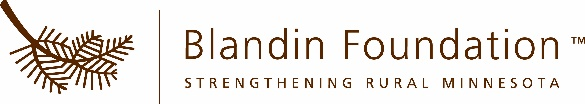 Blandin Foundation™
STRENGTHENING RURAL MINNESOTA